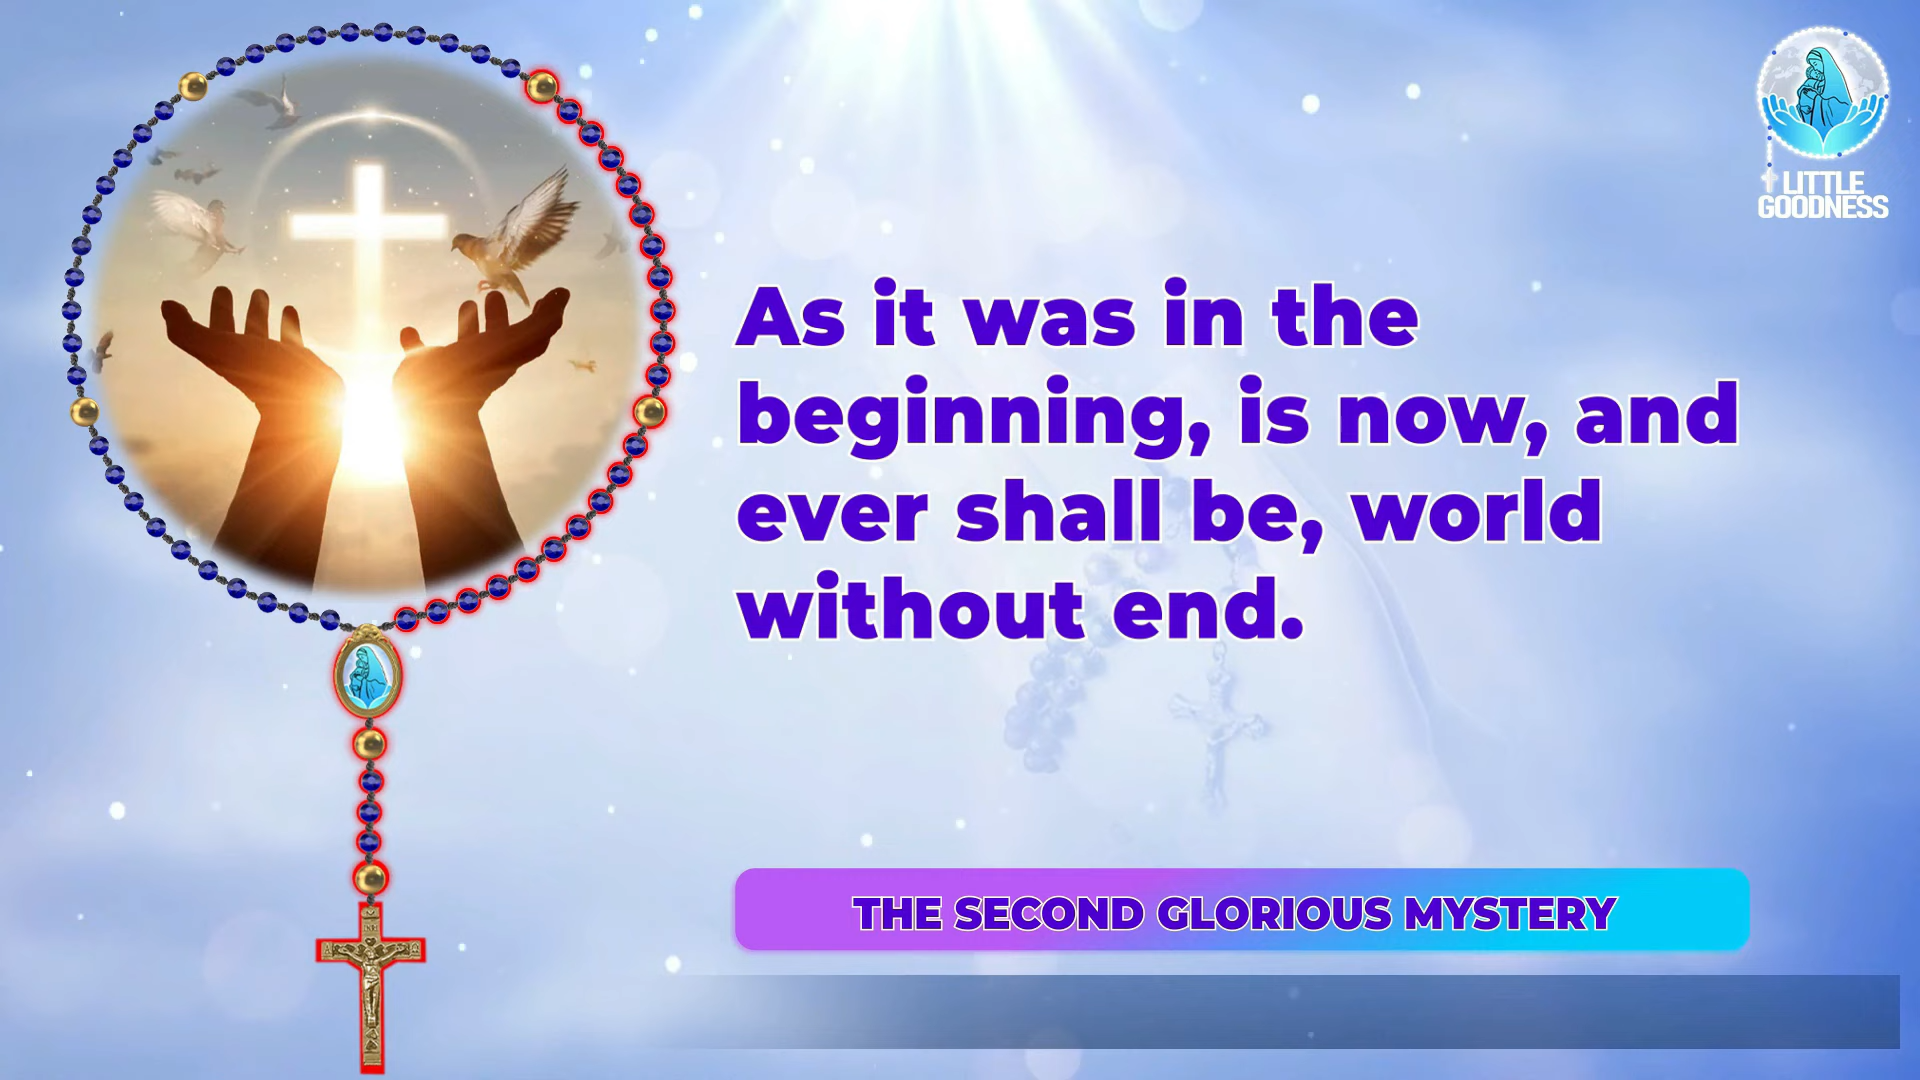 LITTLE
GOODNESS
As it was in the
beginning, is now, and
ever shall be, world
without end.
THE SECOND GLORIOUS MYSTERY